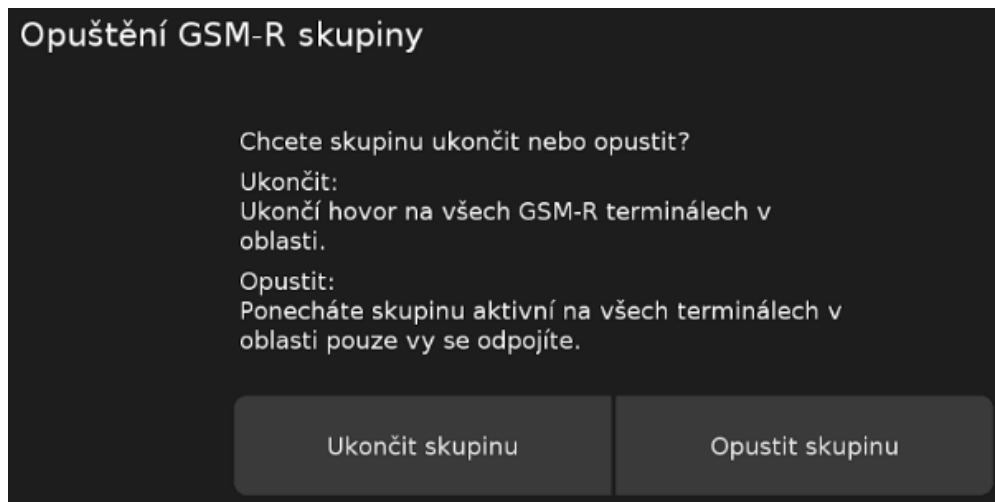 Opuštění GSM-R skupiny
Chcete skupinu ukončit nebo opustit?
Ukončit:
Ukončí hovor na všech GSM-R terminálech v
oblasti.
Opustit:
Ponecháte skupinu aktivní na všech terminálech v
oblasti pouze vy se odpojíte.
Ukončit skupinu
Opustit skupinu